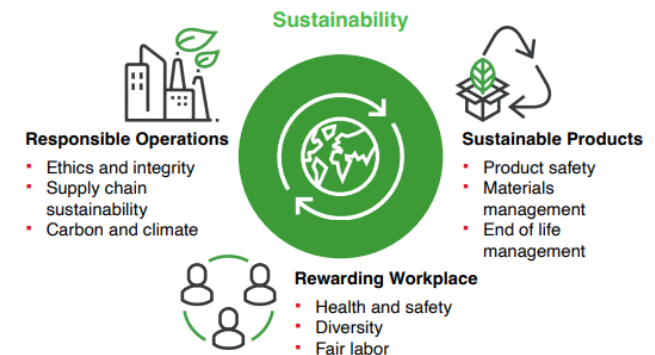 Sustainability
Responsible Operations
Ethics and integrity
Supply chain
sustainability
Carbon and climate
Sustainable Products
Product safety
Materials
management
End of life
management
Rewarding Workplace
Health and safety
Diversity
Fair labor